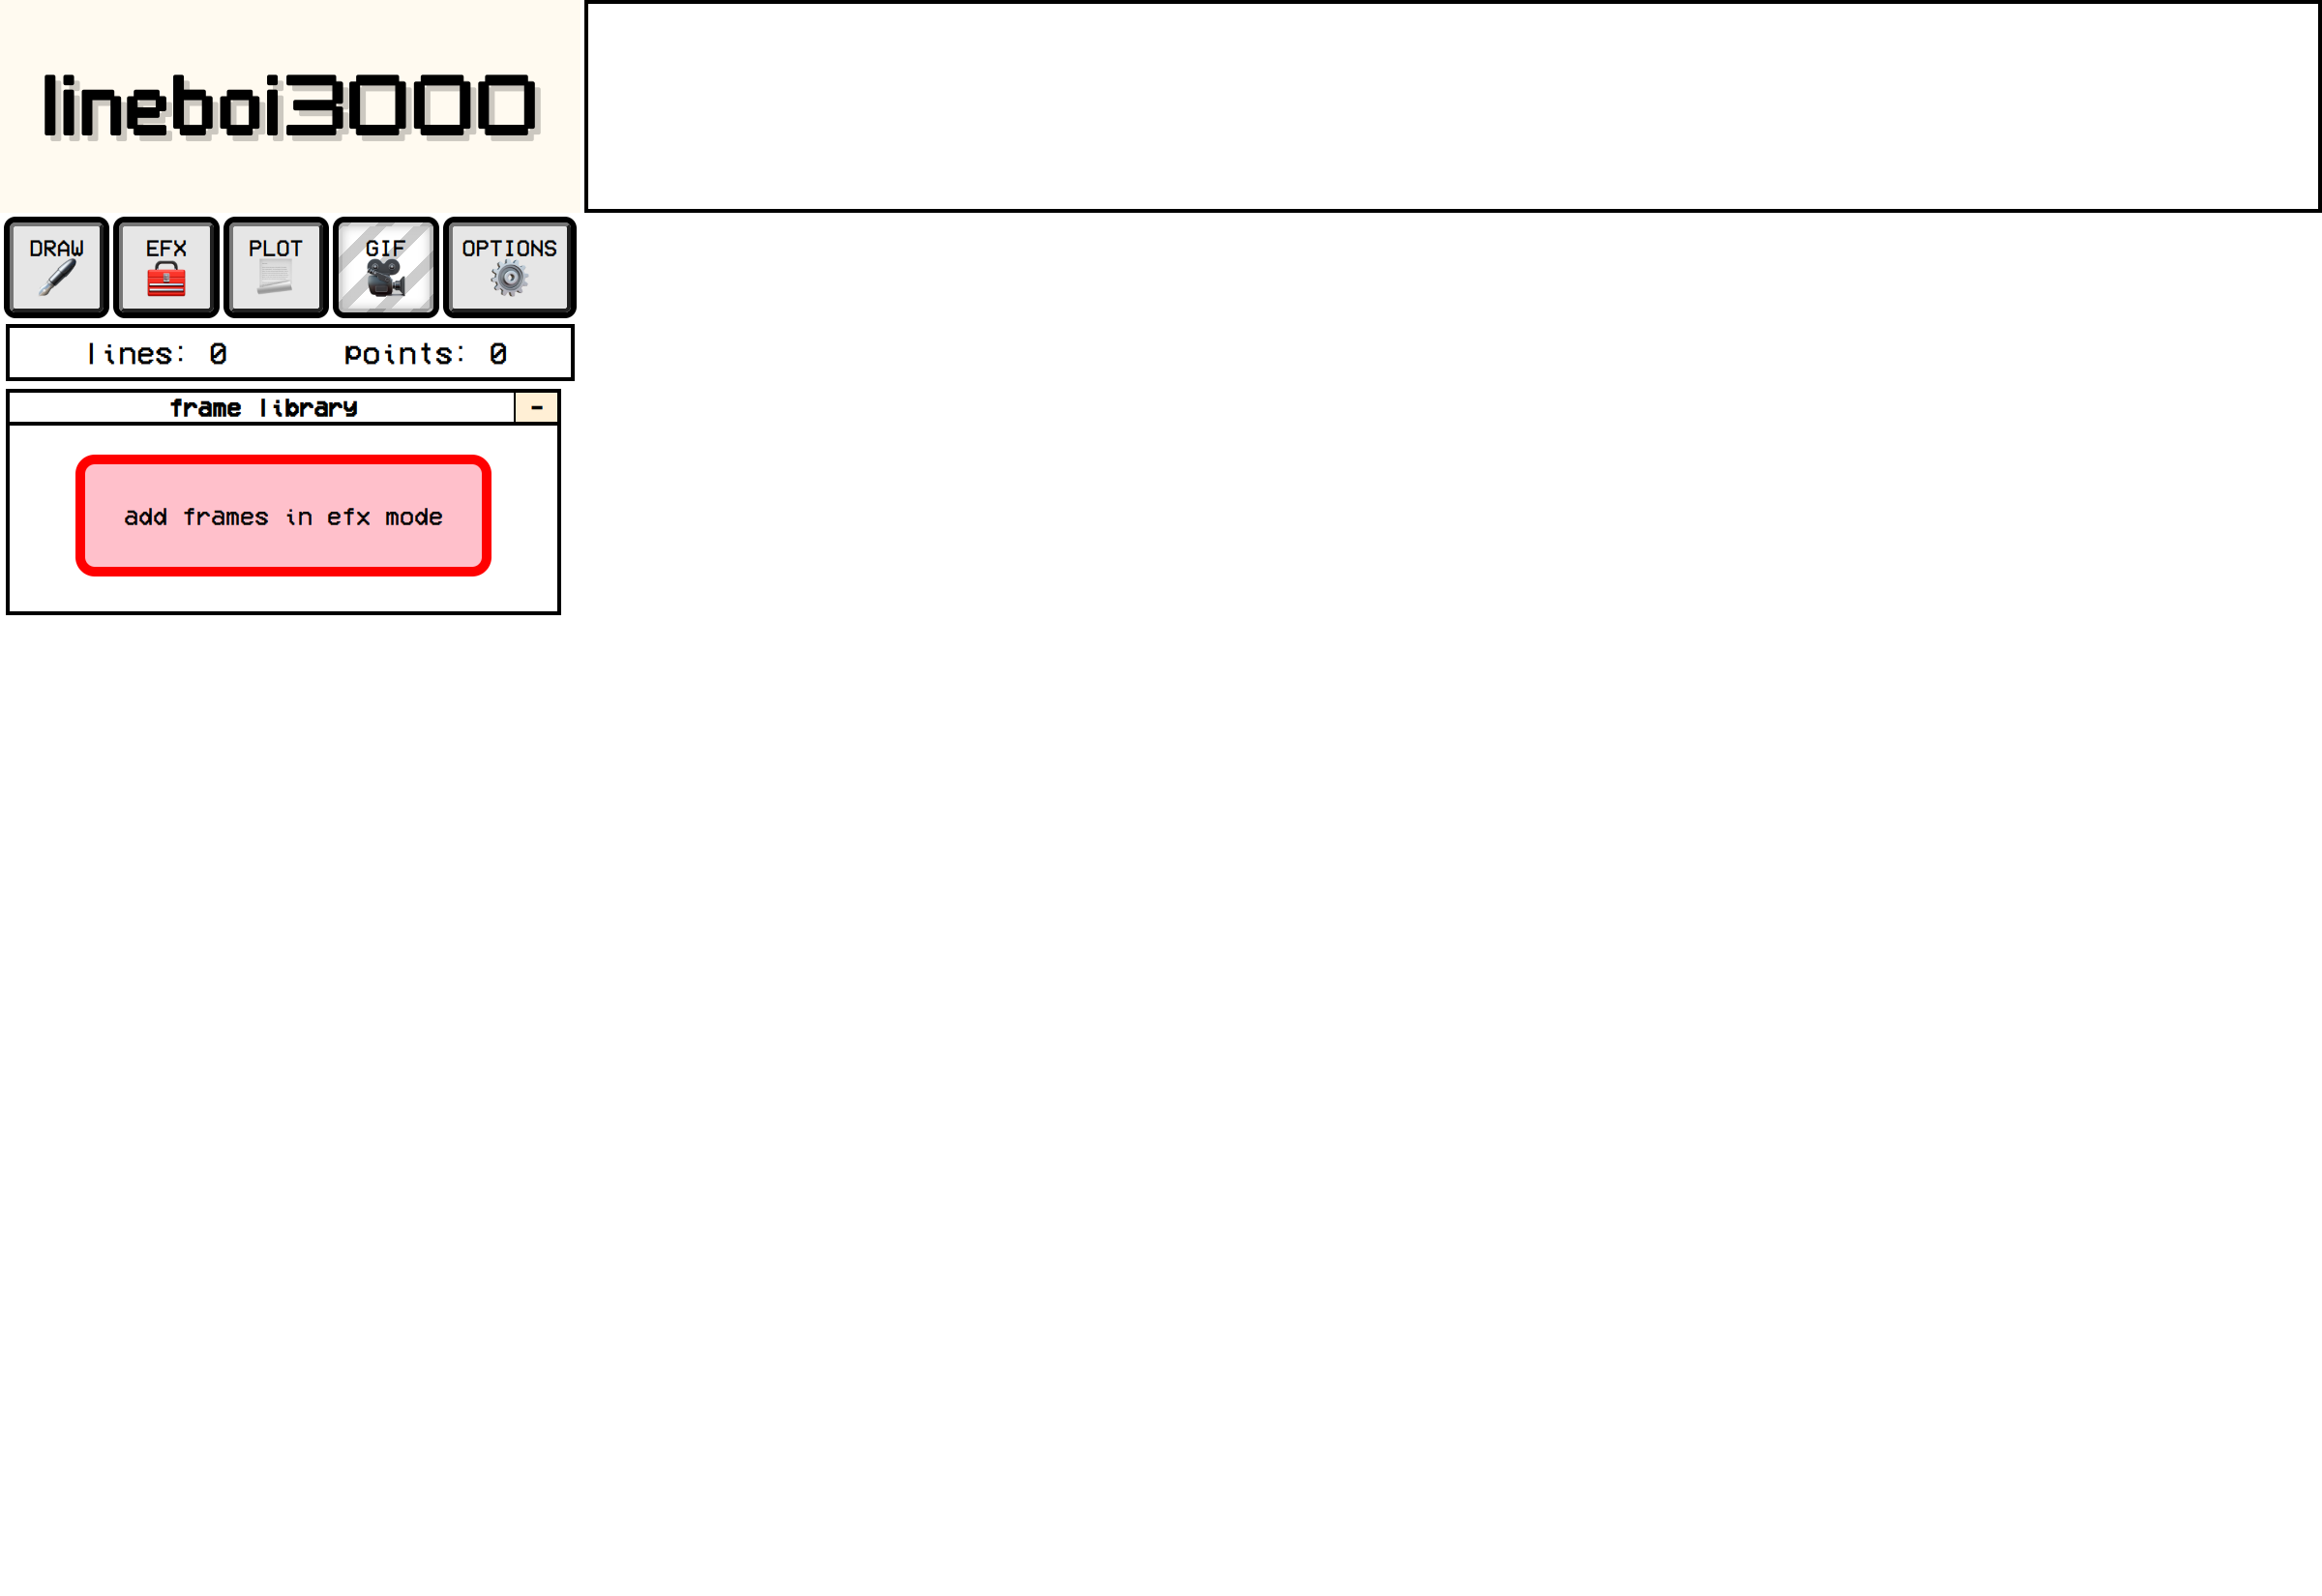 lineboi3000
DRAW EFX PLOT GIF OPTIONS
lines: 0 points: 0
frame library -
add frames in efx mode